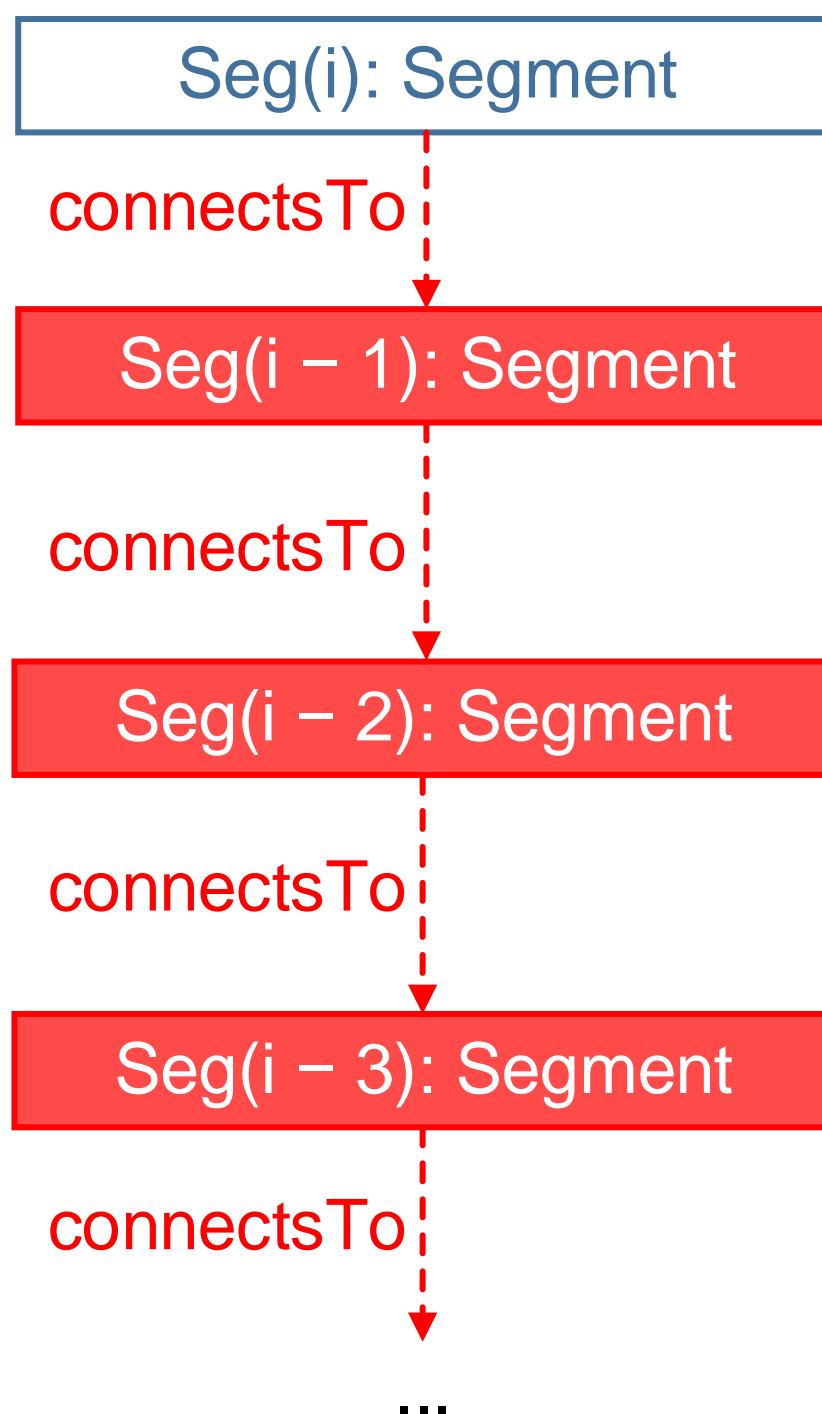 Seg(i): Segment
connectsTo
Seg(i − 1): Segment
connectsTo
Seg(i − 2): Segment
connectsTo
Seg(i − 3): Segment
connectsTo
...